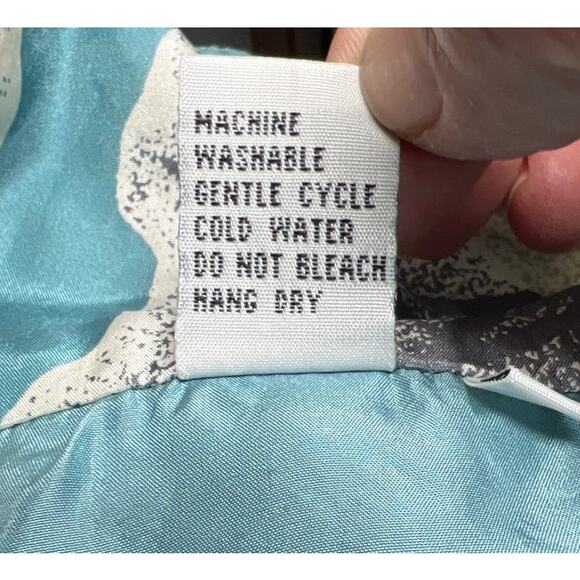 MACHINE
WASHABLE
GENTLE CYCLE
COLD WATER
DO NOT BLEACH
HANG DRY